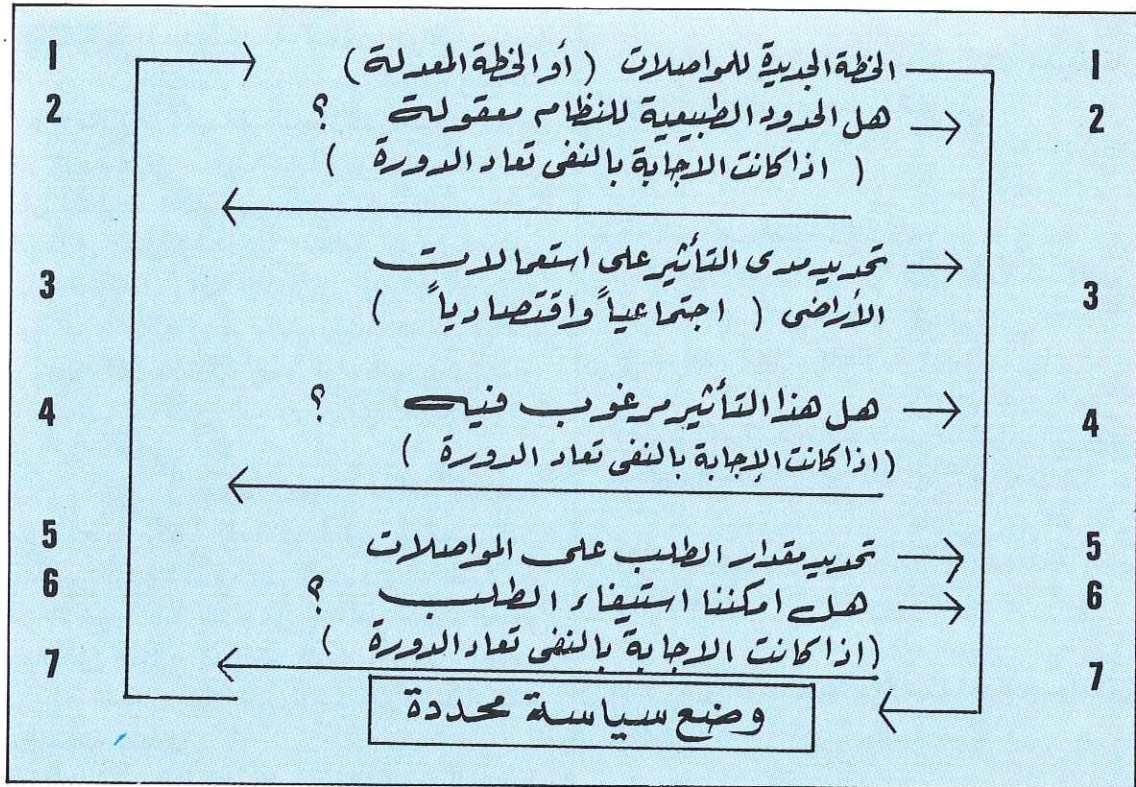 1 الخطة الجديدة للمواصلات (أو الخطة المعدلة) 1
2 هل الحدود الطبيعية للنظام معقولة ؟ 2
( اذا كانت الاجابة بالنفى تعاد الدورة )
3 تحديد مدى التأثير على استعمالات 3
الأراضى ( اجتماعياً واقتصادياً )
4 هل هذا التأثير مرغوب فيه ؟ 4
(اذا كانت الإجابة بالنفى تعاد الدورة )
5 تحديد مقدار الطلب على المواصلات 5
6 هل امكننا استيفاء الطلب ؟ 6
(اذا كانت الاجابة بالنفى تعاد الدورة )
7 وضع سياسة محددة 7